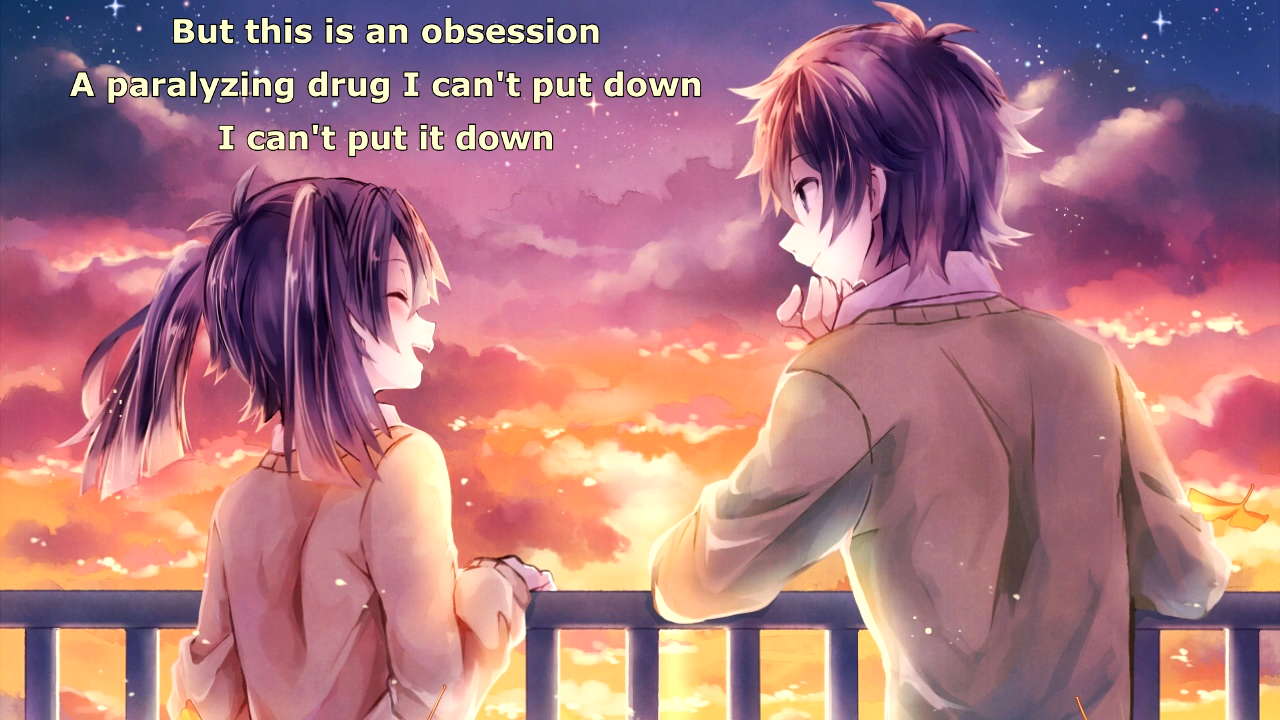 But this is an obsession
A paralyzing drug I can't put down
I can't put it down